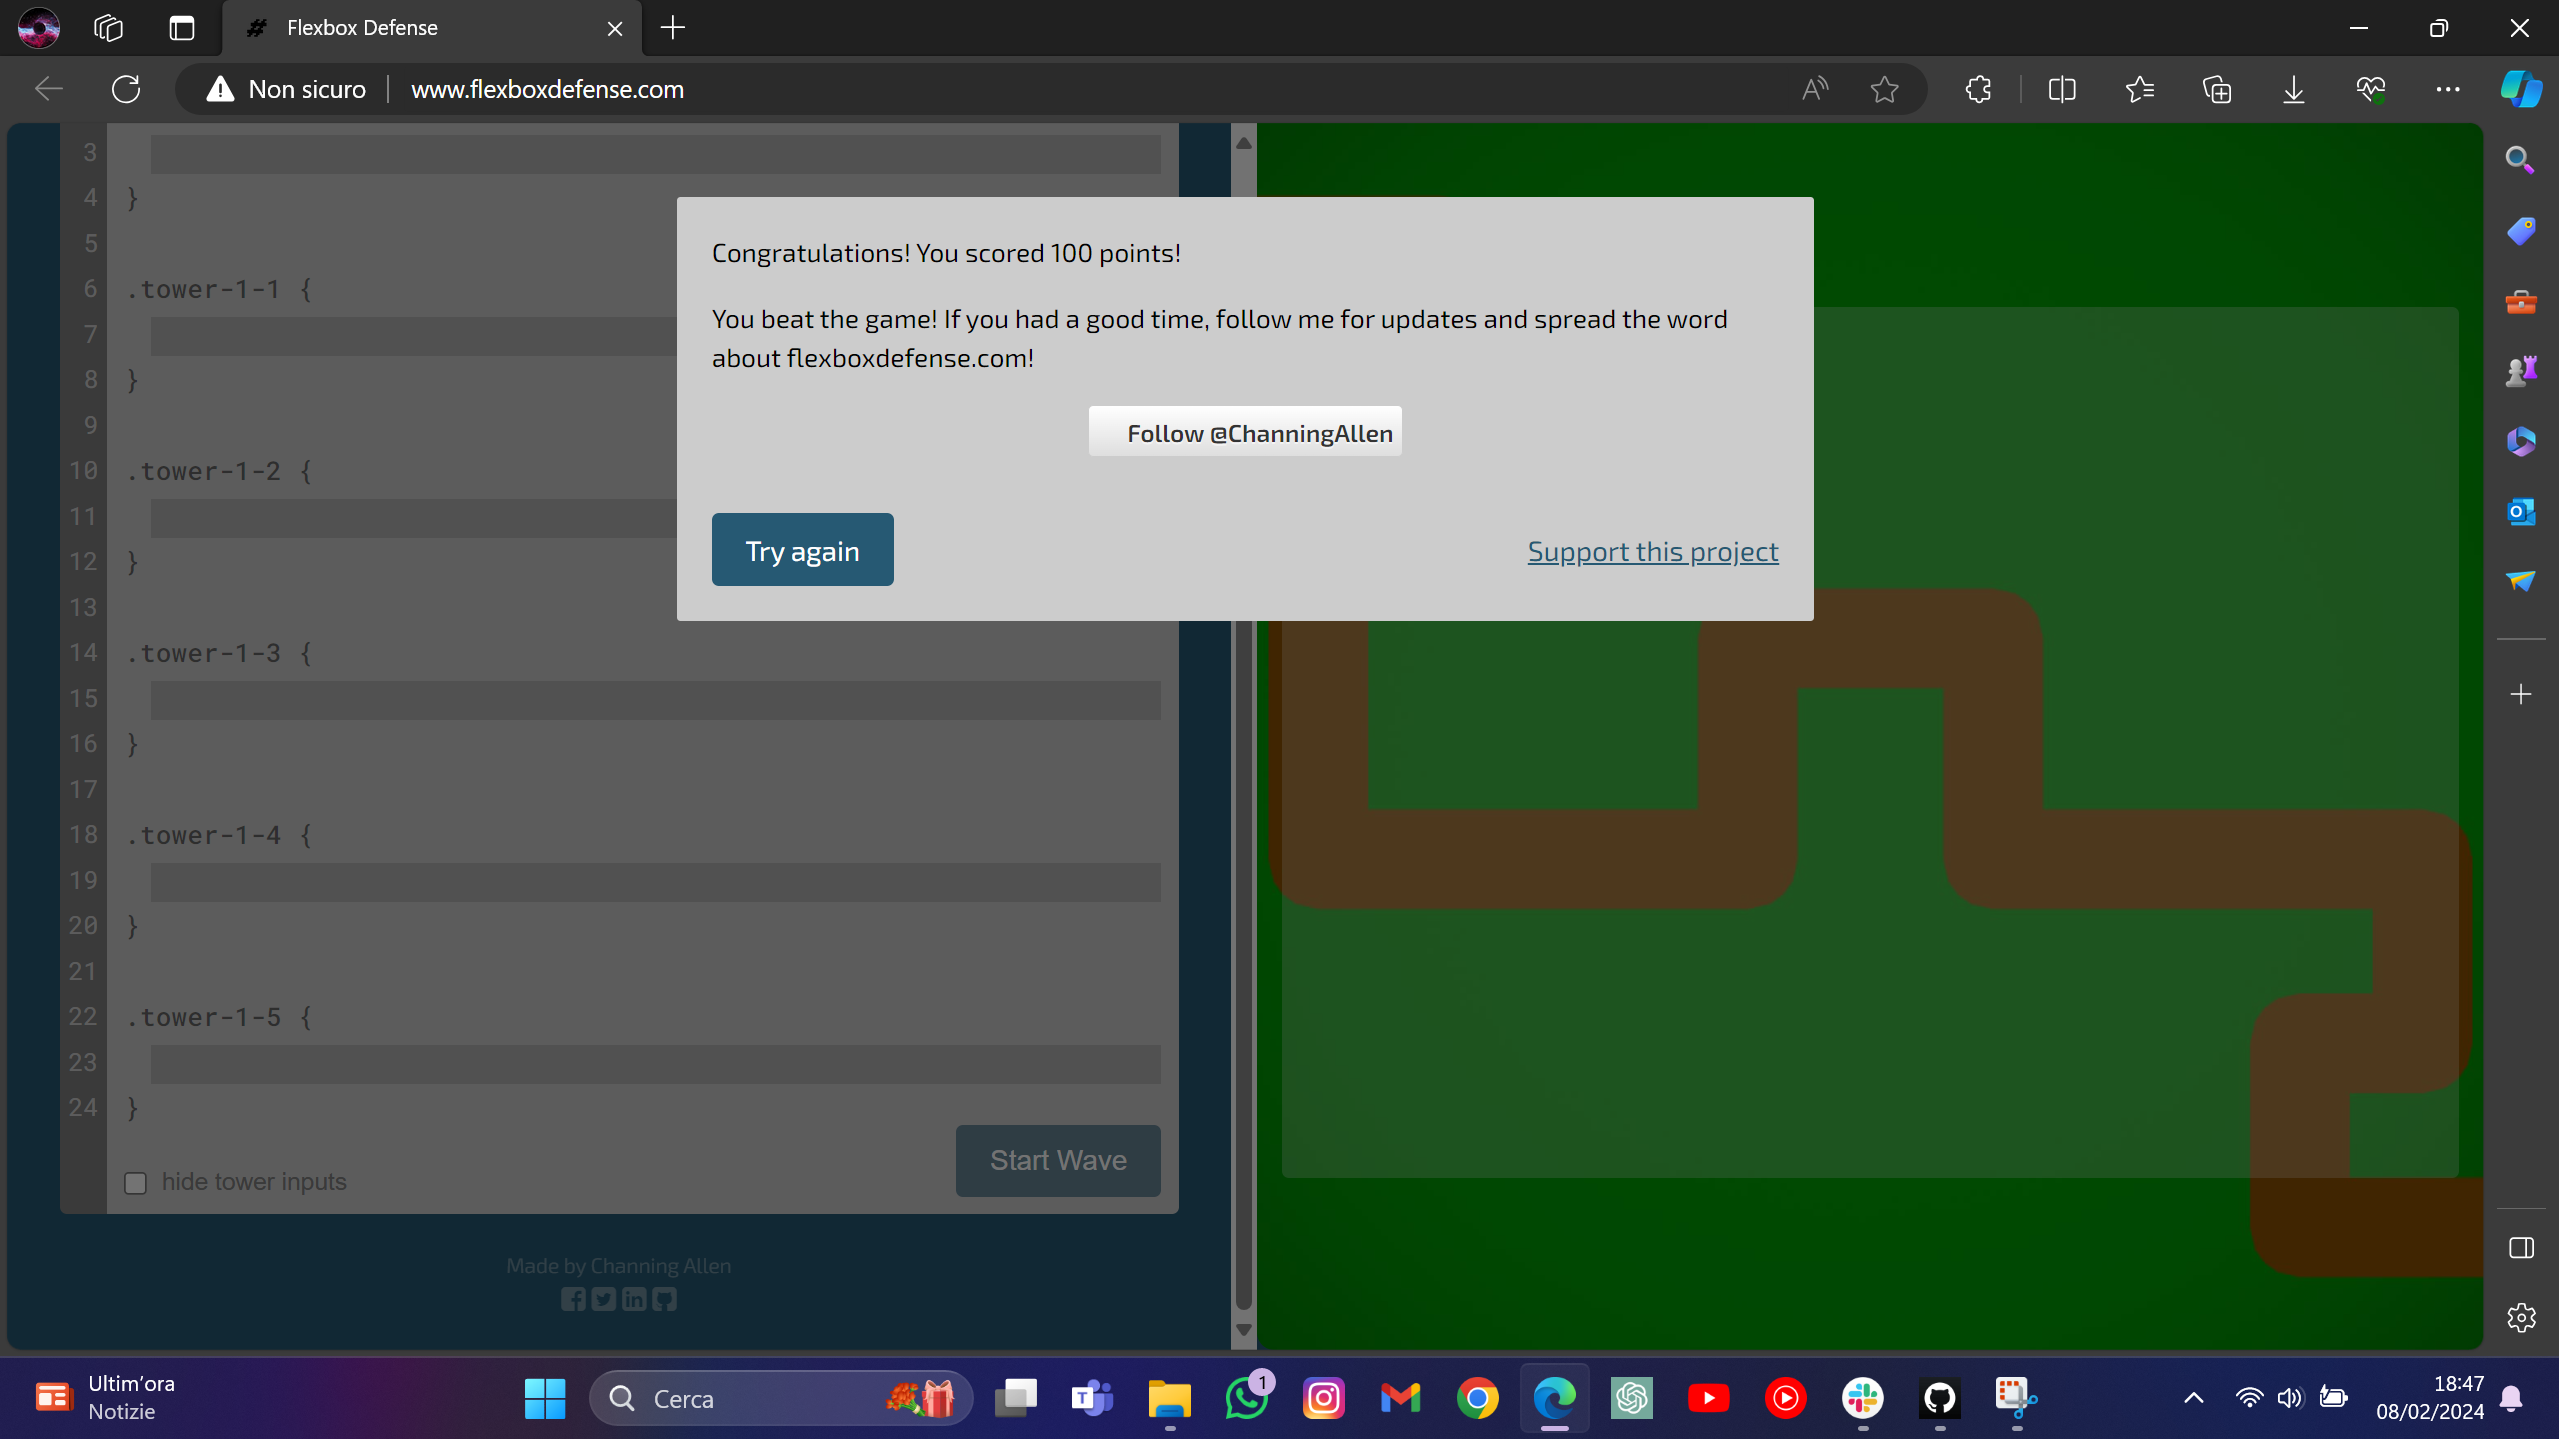 Flexbox Defense
Non sicuro
www.flexboxdefense.com
3
4 }
5
6 .tower-1-1 {
7
8 }
9
10 .tower-1-2 {
11
12 }
13
14 .tower-1-3 {
15
16 }
17
18 .tower-1-4 {
19
20 }
21
22 .tower-1-5 {
23
24 }
hide tower inputs
Start Wave
Made by Channing Allen
Congratulations! You scored 100 points!
You beat the game! If you had a good time, follow me for updates and spread the word
about flexboxdefense.com!
Follow @ChanningAllen
Try again
Support this project
Ultim'ora
Notizie
Cerca
1
18:47
08/02/2024